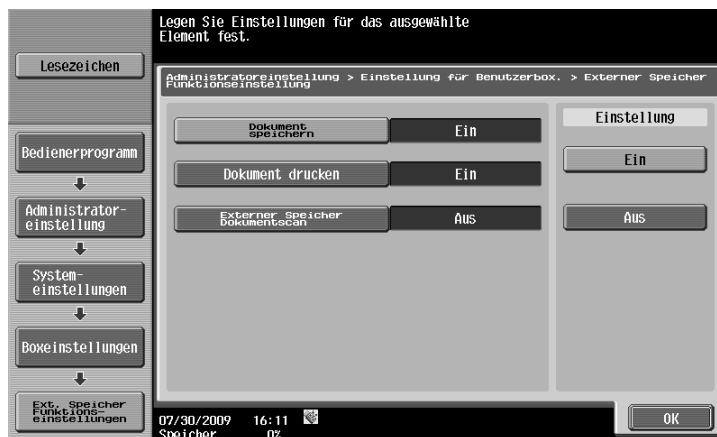 Legen Sie Einstellungen für das ausgewählte
Element fest.
Lesezeichen
Administratoreinstellung > Einstellung für Benutzerbox. > Externer Speicher
Funktionseinstellung
Bedienerprogramm
Administrator-
einstellung
System-
einstellungen
Boxeinstellungen
Ext. Speicher
Funktions-
einstellungen
Dokument
speichern
Ein
Dokument drucken
Ein
Externer Speicher
Dokumentscan
Aus
Einstellung
Ein
Aus
07/30/2009 16:11
Speicher 0%
OK